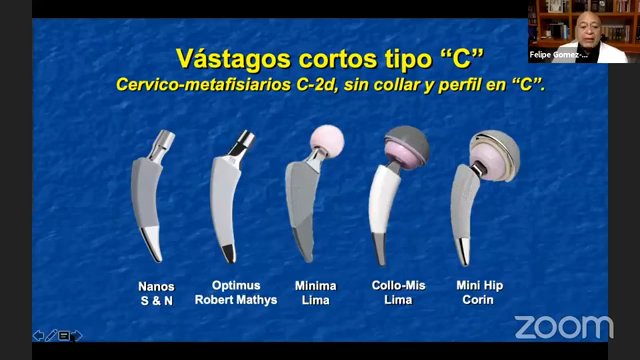 Felipe Gomez-...
Vástagos cortos tipo “C”
Cervico-metafisiarios C-2d, sin collar y perfil en “C”.
Nanos
S & N
Optimus
Robert Mathys
Minima
Lima
Collo-Mis
Lima
Mini Hip
Corin
zoom